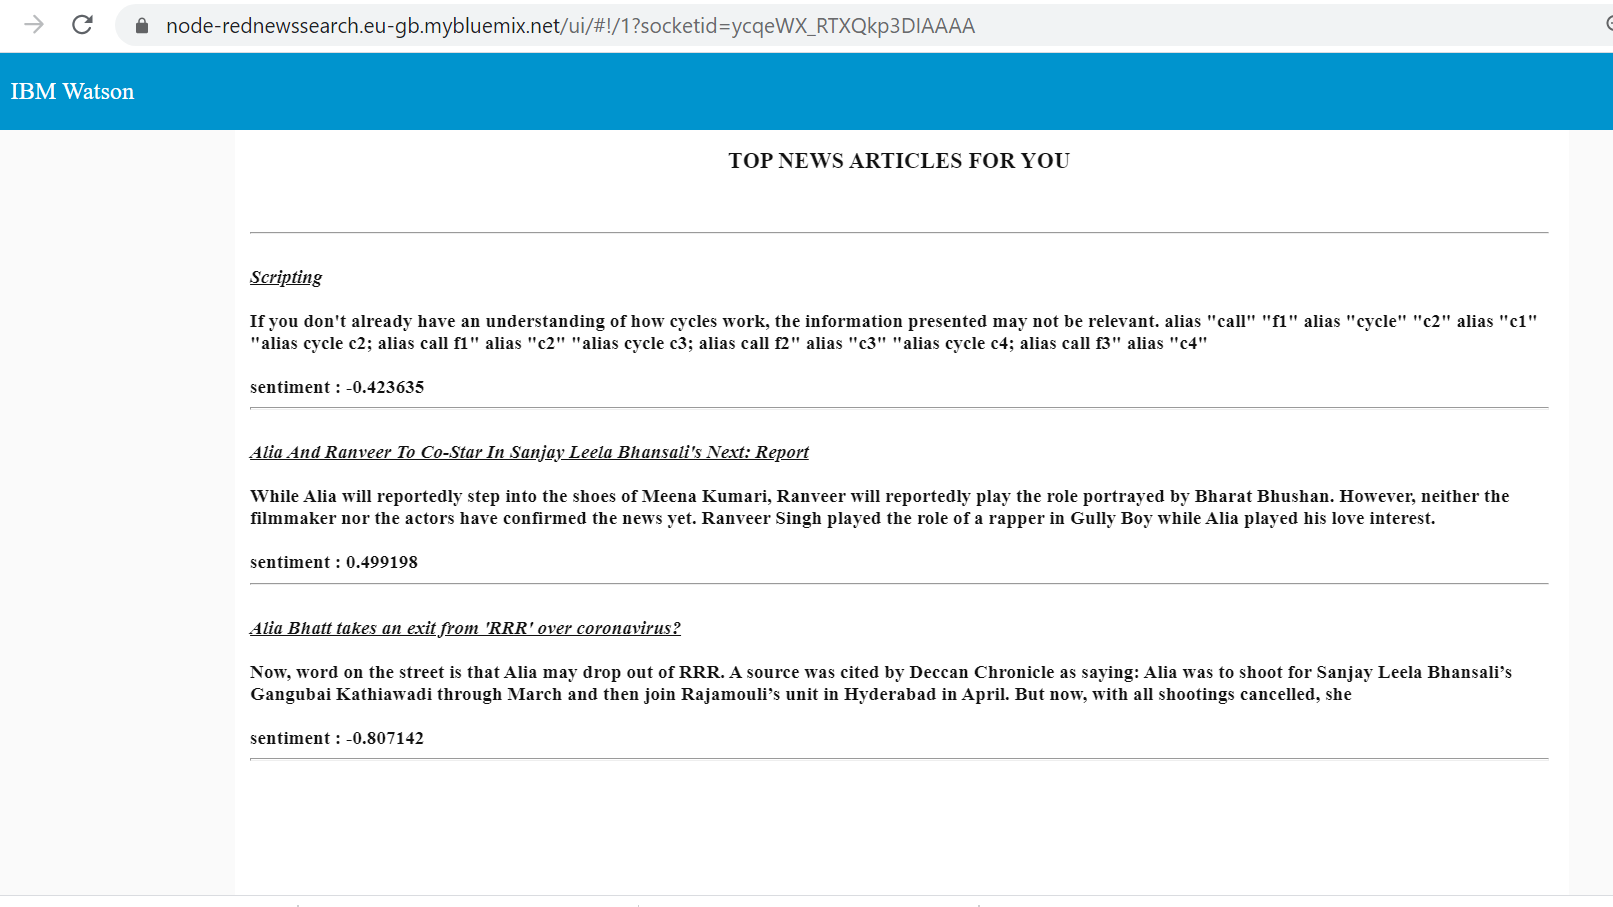 node-rednewssearch.eu-gb.mybluemix.net/ui/#!/1?socketid=ycqeWX_RTXQkp3DIAAAA
IBM Watson
TOP NEWS ARTICLES FOR YOU
Scripting
If you don't already have an understanding of how cycles work, the information presented may not be relevant. alias "call" "f1" alias "cycle" "c2" alias "c1"
"alias cycle c2; alias call f1" alias "c2" "alias cycle c3; alias call f2" alias "c3" "alias cycle c4; alias call f3" alias "c4"
sentiment : -0.423635
Alia And Ranveer To Co-Star In Sanjay Leela Bhansali's Next: Report
While Alia will reportedly step into the shoes of Meena Kumari, Ranveer will reportedly play the role portrayed by Bharat Bhushan. However, neither the
filmmaker nor the actors have confirmed the news yet. Ranveer Singh played the role of a rapper in Gully Boy while Alia played his love interest.
sentiment : 0.499198
Alia Bhatt takes an exit from 'RRR' over coronavirus?
Now, word on the street is that Alia may drop out of RRR. A source was cited by Deccan Chronicle as saying: Alia was to shoot for Sanjay Leela Bhansali’s
Gangubai Kathiawadi through March and then join Rajamouli’s unit in Hyderabad in April. But now, with all shootings cancelled, she
sentiment : -0.807142